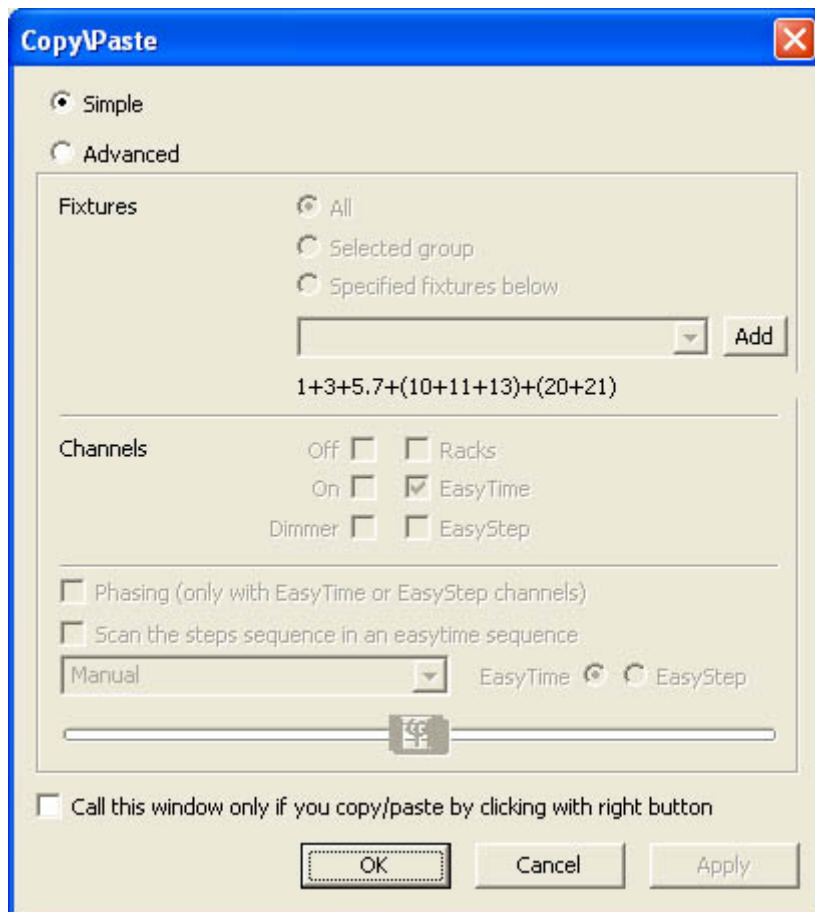 Copy\Paste
Simple
Advanced
Fixtures All
Selected group
Specified fixtures below
Add
1+3+5.7+(10+11+13)+(20+21)
Channels Off Racks
On EasyTime
Dimmer EasyStep
Phasing (only with EasyTime or EasyStep channels)
Scan the steps sequence in an easytime sequence
Manual EasyTime EasyStep
Call this window only if you copy/paste by clicking with right button
OK Cancel Apply